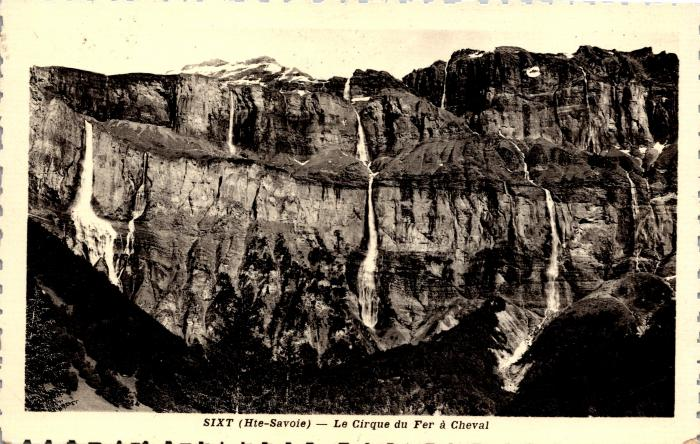 SIXT (Hte-Savoie) — Le Cirque du Fer à Cheval